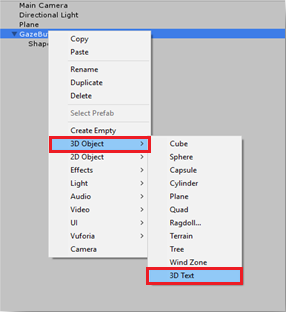 Main Camera
Directional Light
Plane
GazeBu
Shape
Copy
Paste
Rename
Duplicate
Delete
Select Prefab
Create Empty
3D Object
2D Object
Effects
Light
Audio
Video
UI
Vuforia
Camera
Cube
Sphere
Capsule
Cylinder
Plane
Quad
Ragdoll...
Terrain
Tree
Wind Zone
3D Text